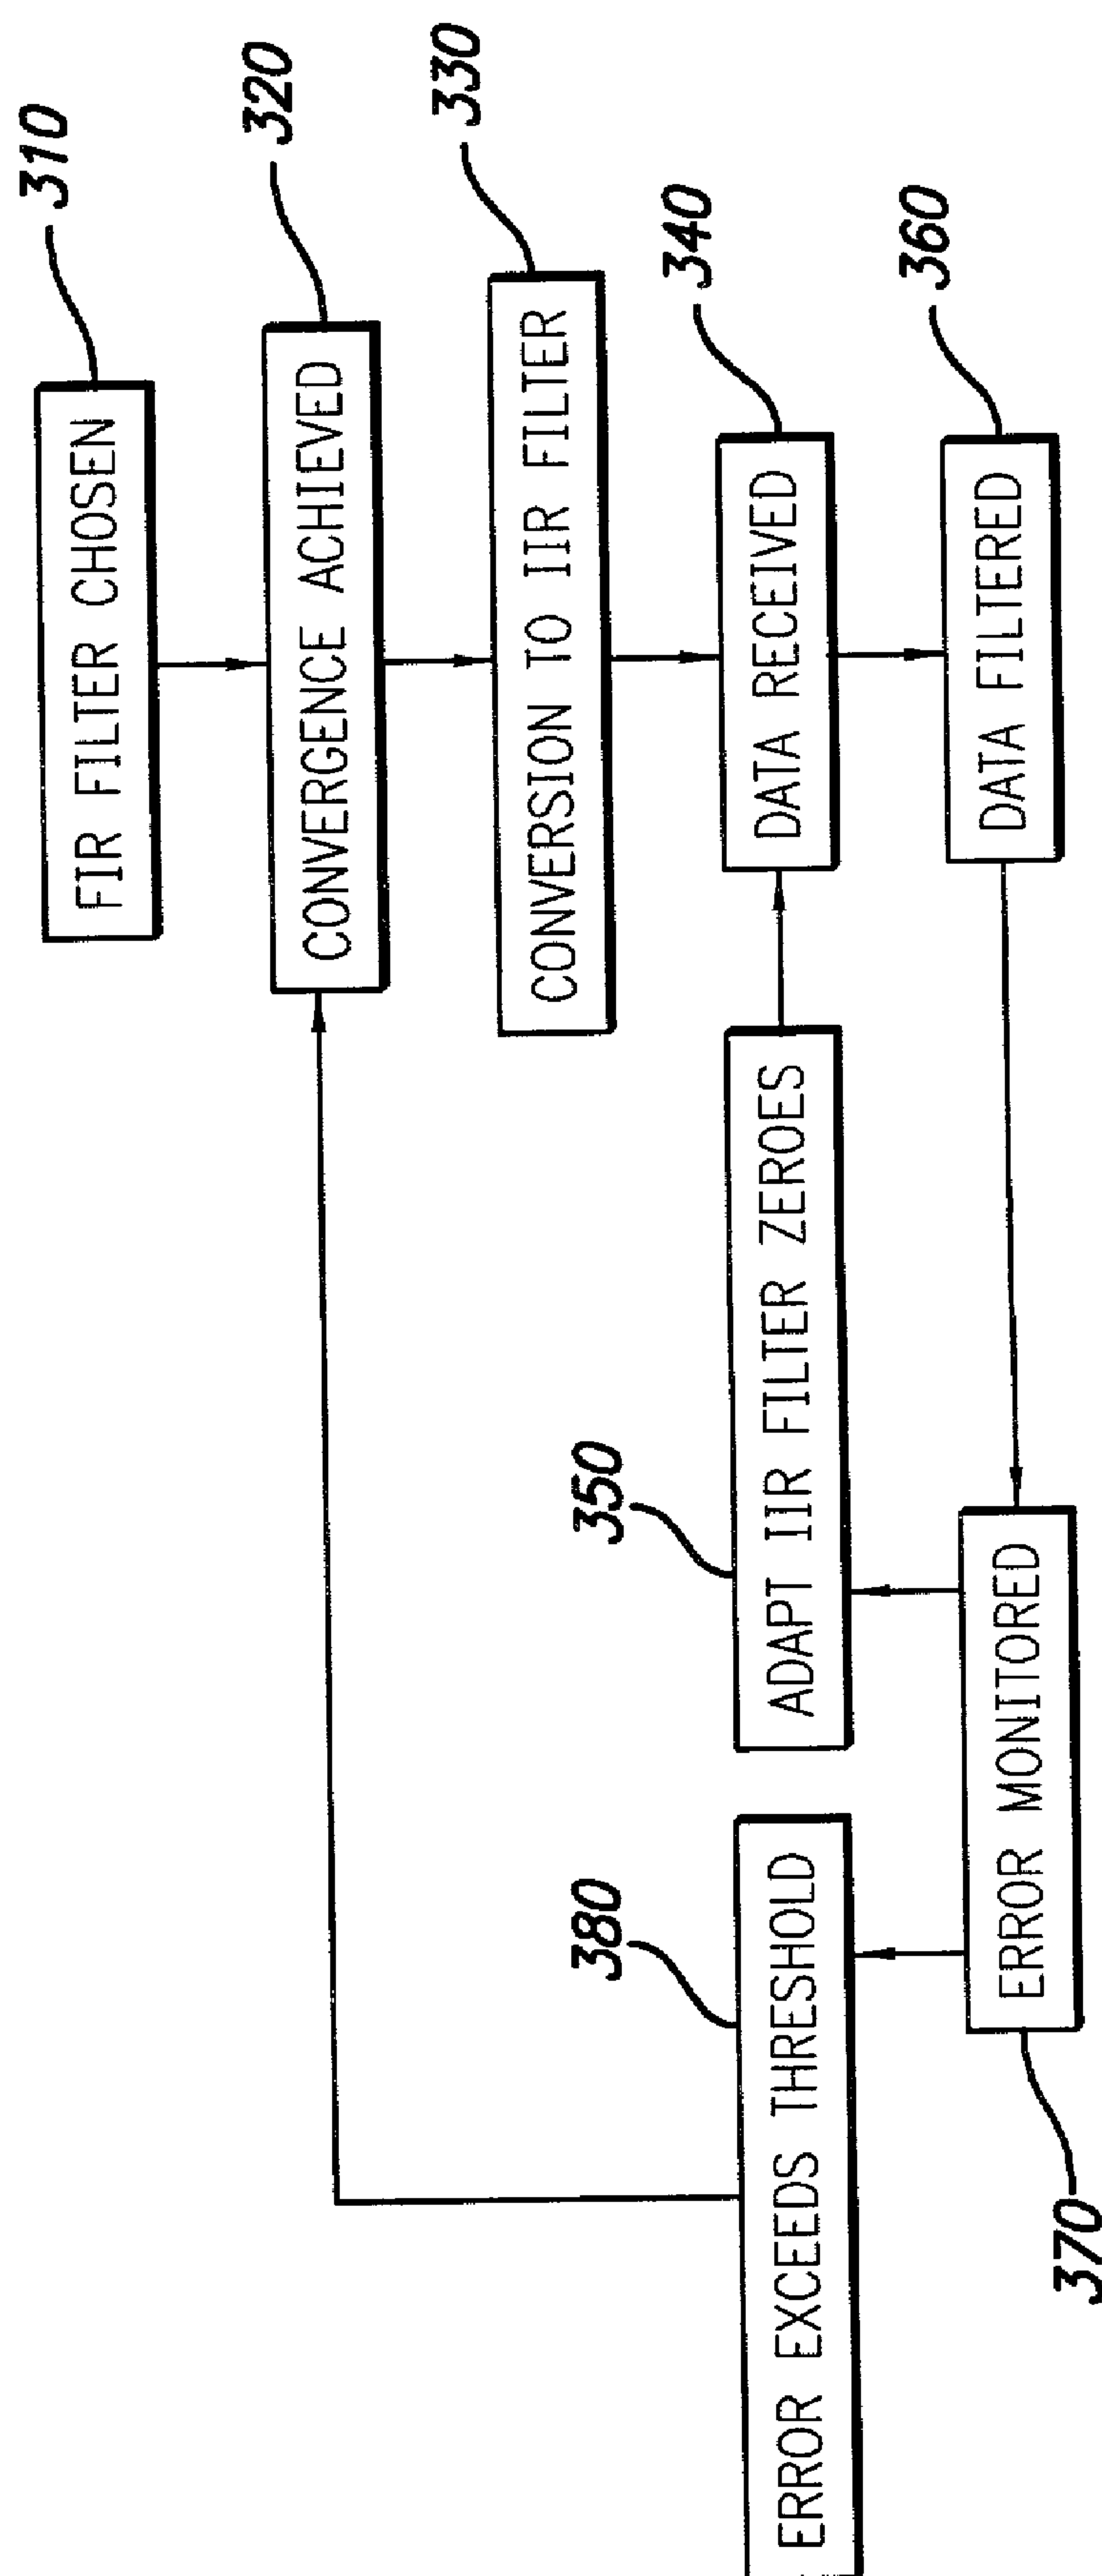 310
FIR FILTER CHOSEN
320
CONVERGENCE ACHIEVED
330
CONVERSION TO IIR FILTER
340
DATA RECEIVED
350
ADAPT IIR FILTER ZEROES
360
DATA FILTERED
370
ERROR MONITORED
380
ERROR EXCEEDS THRESHOLD